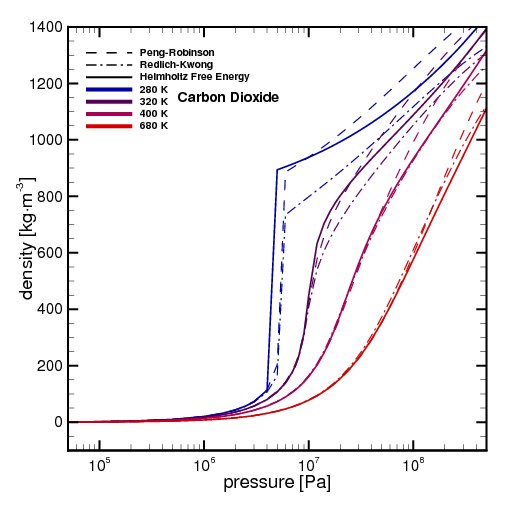 1400
1200
1000
800
600
400
200
0
density [kg·m⁻³]
Peng-Robinson
Redlich-Kwong
Helmholtz Free Energy
280 K
320 K
400 K
680 K
Carbon Dioxide
10⁵
10⁶
10⁷
10⁸
pressure [Pa]